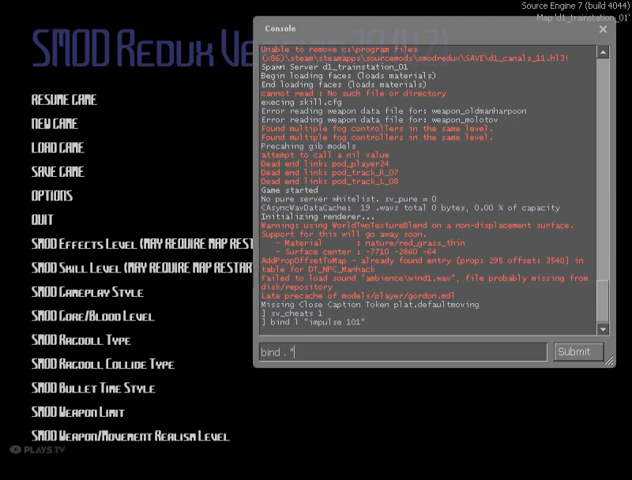 Source Engine 7 (build 4044)
Map 'd1_trainstation_01'
SMOD Redux Version
Console
Unable to remove c:\program files
(x86)\steam\steamapps\sourcemods\smodredux\SAVE\d1_canals_11.hl3!
Spawn Server d1_trainstation_01
Begin loading faces (loads materials)
End loading faces (loads materials)
cannot read : No such file or directory
execing skill.cfg
Error reading weapon data file for: weapon_oldmanharpoon
Error reading weapon data file for: weapon_molotov
Found multiple fog controllers in the same level.
Found multiple fog controllers in the same level.
Precahing gib models
attempt to call a nil value
Dead end link: pod_player24
Dead end link: pod_track_R_07
Dead end link: pod_track_L_08
Game started
No pure server whitelist. sv_pure = 0
CAsyncWavDataCache: 19 .wavs total 0 bytes, 0.00 % of capacity
Initializing renderer...
Warning: using WorldTwoTextureBlend on a non-displacement surface.
Support for this will go away soon.
- Material : nature/red_grass_thin
- Surface center : -7710 -2860 -64
AddPropOffsetToMap - already found entry [prop: 295 offset: 3540] in
table for DT_NPC_Manhack
Failed to load sound "ambience\wind1.wav", file probably missing from
disk/repository
Late precache of models/player/gordon.mdl
Missing Close Caption Token plat.defaultmoving
] sv_cheats 1
] bind l "impulse 101"
bind . "
Submit
RESUME GAME
NEW GAME
LOAD GAME
SAVE GAME
OPTIONS
QUIT
SMOD Effects Level (MAY REQUIRE MAP REST
SMOD Skill Level (MAY REQUIRE MAP RESTAR
SMOD Gameplay Style
SMOD Core/Blood Level
SMOD Ragdoll Type
SMOD Ragdoll Collide Type
SMOD Bullet Time Style
SMOD Weapon Limit
SMOD Weapon/Movement Realism Level
PLAYS.TV